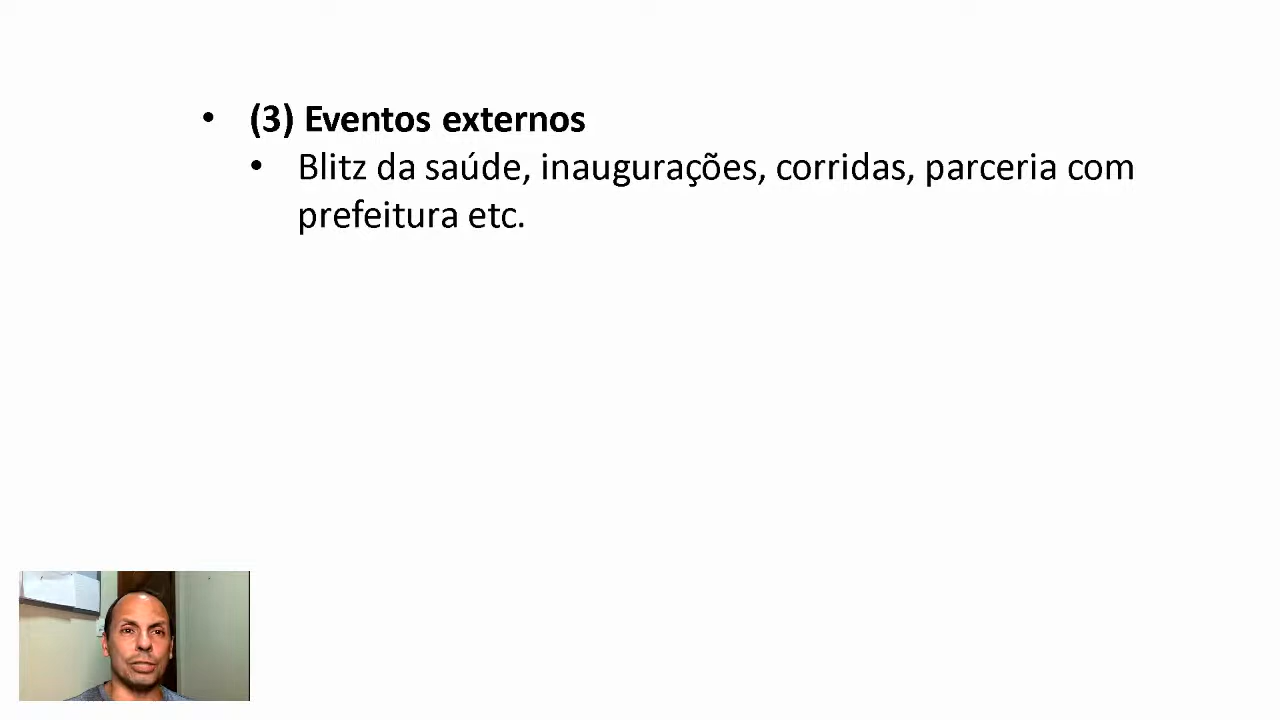 • (3) Eventos externos
• Blitz da saúde, inaugurações, corridas, parceria com
prefeitura etc.